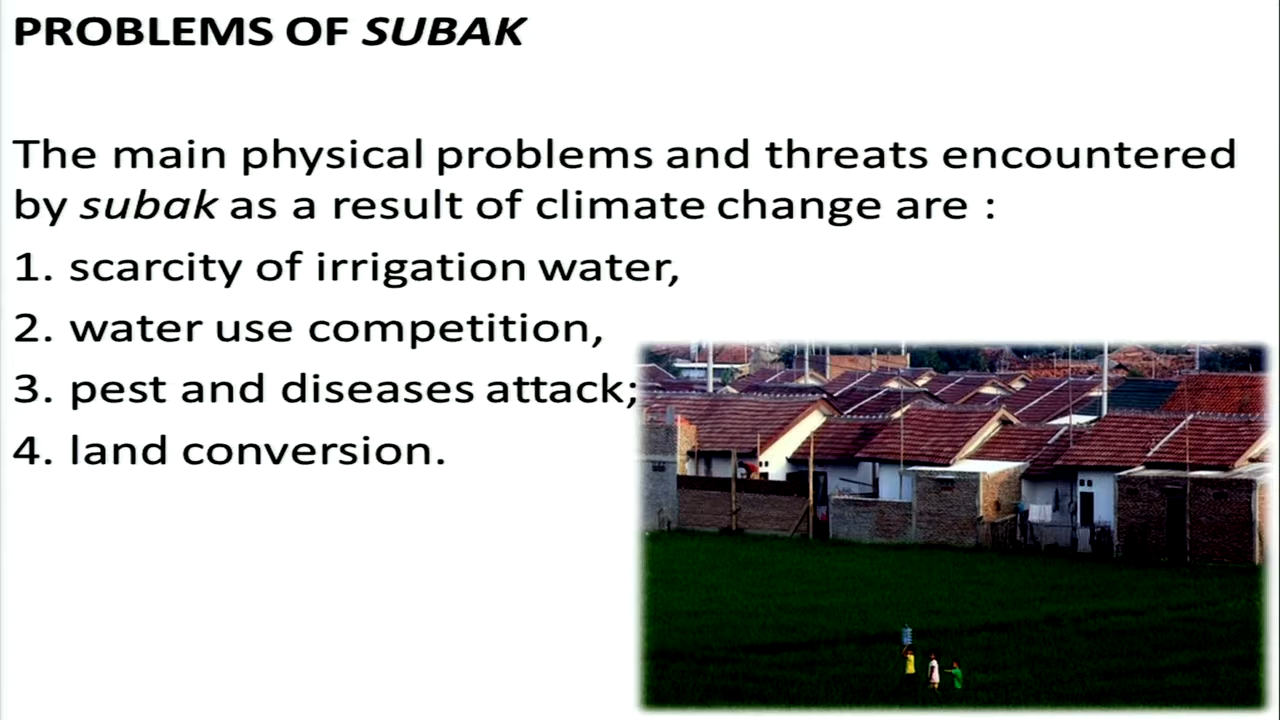 PROBLEMS OF SUBAK
The main physical problems and threats encountered
by subak as a result of climate change are :
1. scarcity of irrigation water,
2. water use competition,
3. pest and diseases attack;
4. land conversion.